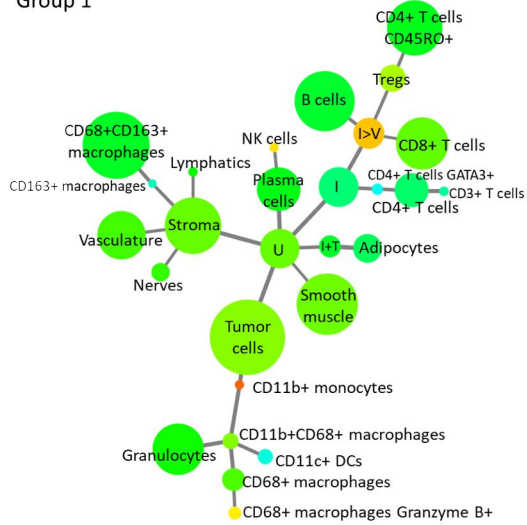 Group 1
CD4+ T cells
CD45RO+
Tregs
B cells
I>V
CD8+ T cells
CD68+CD163+
macrophages
CD163+ macrophages
Lymphatics
NK cells
Plasma
cells
I
CD4+ T cells GATA3+
CD3+ T cells
CD4+ T cells
Vasculature
Stroma
Nerves
U
I+T
Adipocytes
Smooth
muscle
Tumor
cells
CD11b+ monocytes
CD11b+CD68+ macrophages
Granulocytes
CD11c+ DCs
CD68+ macrophages
CD68+ macrophages Granzyme B+